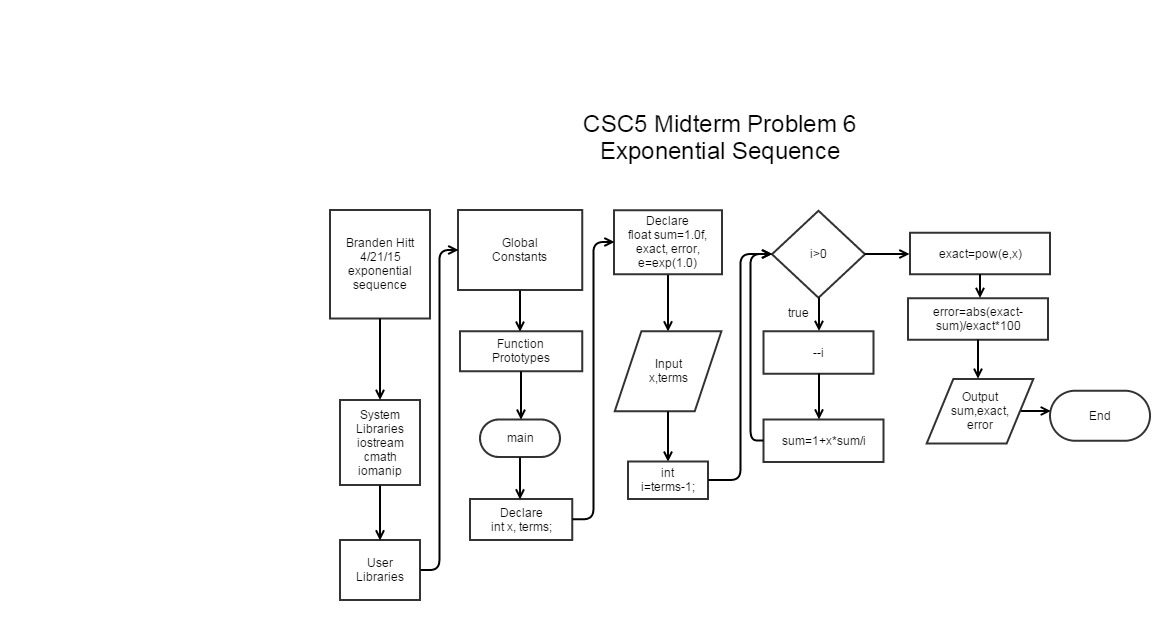 CSC5 Midterm Problem 6
Exponential Sequence
Branden Hitt
4/21/15
exponential
sequence
System
Libraries
iostream
cmath
iomanip
User
Libraries
Global
Constants
Function
Prototypes
main
Declare
int x, terms;
Declare
float sum=1.0f,
exact, error,
e=exp(1.0)
Input
x,terms
int
i=terms-1;
i>0
true
--i
sum=1+x*sum/i
exact=pow(e,x)
error=abs(exact-
sum)/exact*100
Output
sum,exact,
error
End